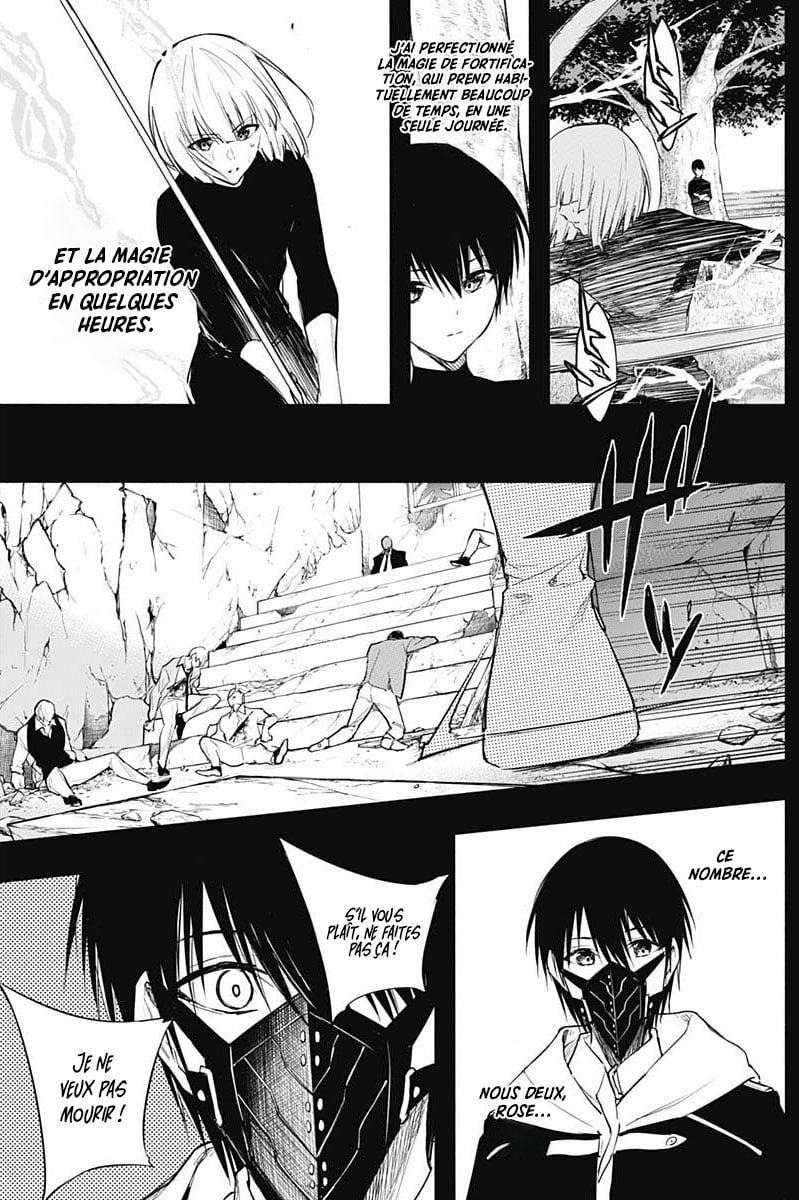 J'AI PERFECTIONNÉ
LA MAGIE DE FORTIFICA-
TION, QUI PREND HABI-
TUELLEMENT BEAUCOUP
DE TEMPS, EN UNE
SEULE JOURNÉE.
ET LA MAGIE
D'APPROPRIATION
EN QUELQUES
HEURES.
CE
NOMBRE...
NOUS DEUX,
ROSE...
S'IL VOUS
PLAÎT, NE FAITES
PAS ÇA !
JE NE
VEUX PAS
MOURIR !